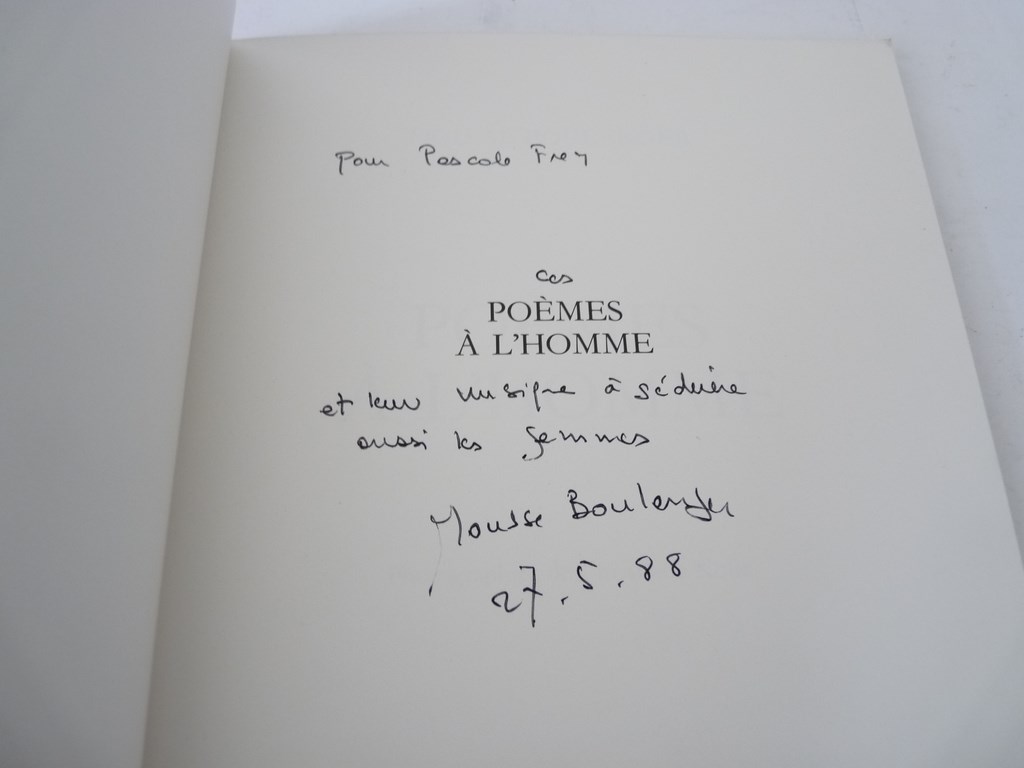 pour Pascale Frey
ces
POÈMES
À L'HOMME
et leur musique à séduire
aussi les femmes
Mousse Boulanger
27.5.88